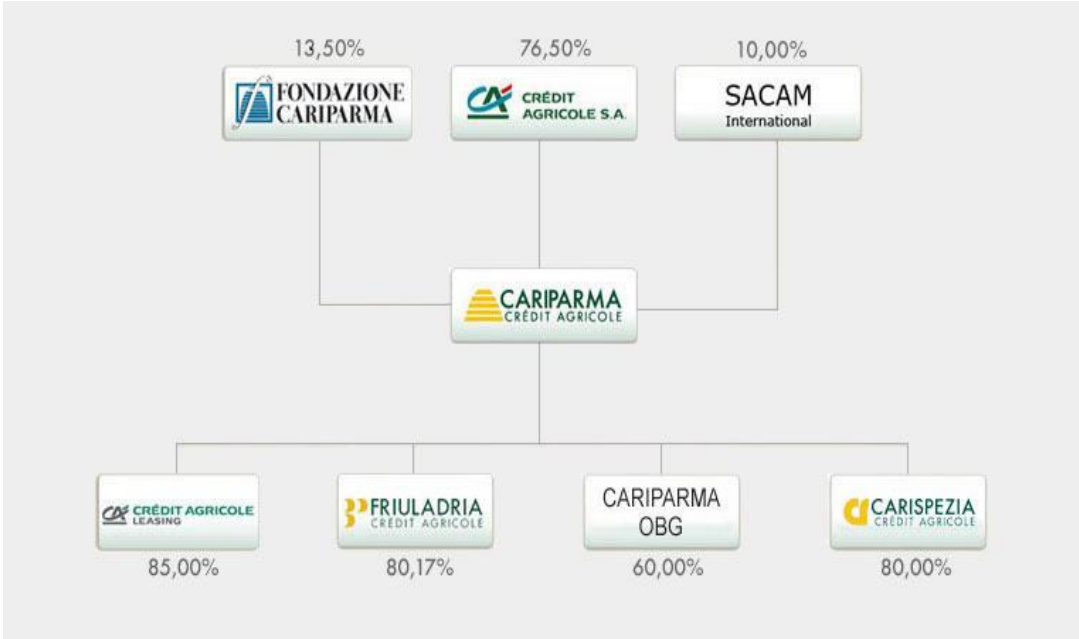 13,50%
76,50%
10,00%
FONDAZIONE
CARIPARMA
CRÉDIT
AGRICOLE S.A.
SACAM
International
CARIPARMA
CRÉDIT AGRICOLE
CRÉDIT AGRICOLE
LEASING
FRIULADRIA
CRÉDIT AGRICOLE
CARIPARMA
OBG
CARISPEZIA
CRÉDIT AGRICOLE
85,00%
80,17%
60,00%
80,00%